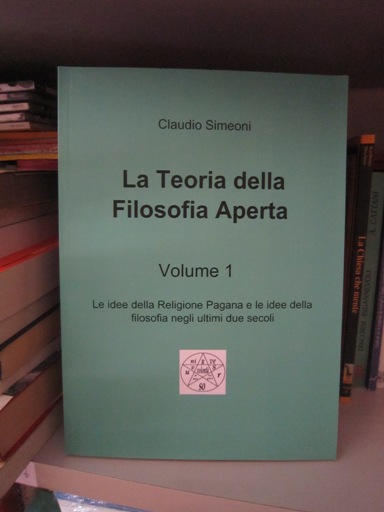 Claudio Simeoni
La Teoria della
Filosofia Aperta
Volume 1
Le idee della Religione Pagana e le idee della
filosofia negli ultimi due secoli
La Chiesa che mente